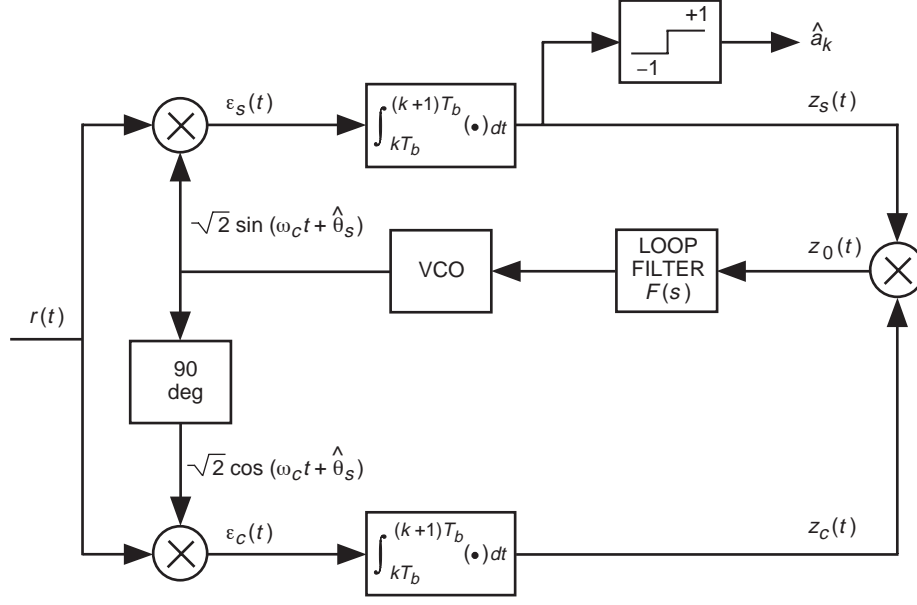 +1
−1
â_k
ε_s(t)
∫_{kT_b}^{(k+1)T_b} (•) dt
z_s(t)
−√2 sin (ω_c t + θ̂_s)
VCO
LOOP
FILTER
F(s)
z_0(t)
r(t)
90
deg
−√2 cos (ω_c t + θ̂_s)
ε_c(t)
∫_{kT_b}^{(k+1)T_b} (•) dt
z_c(t)